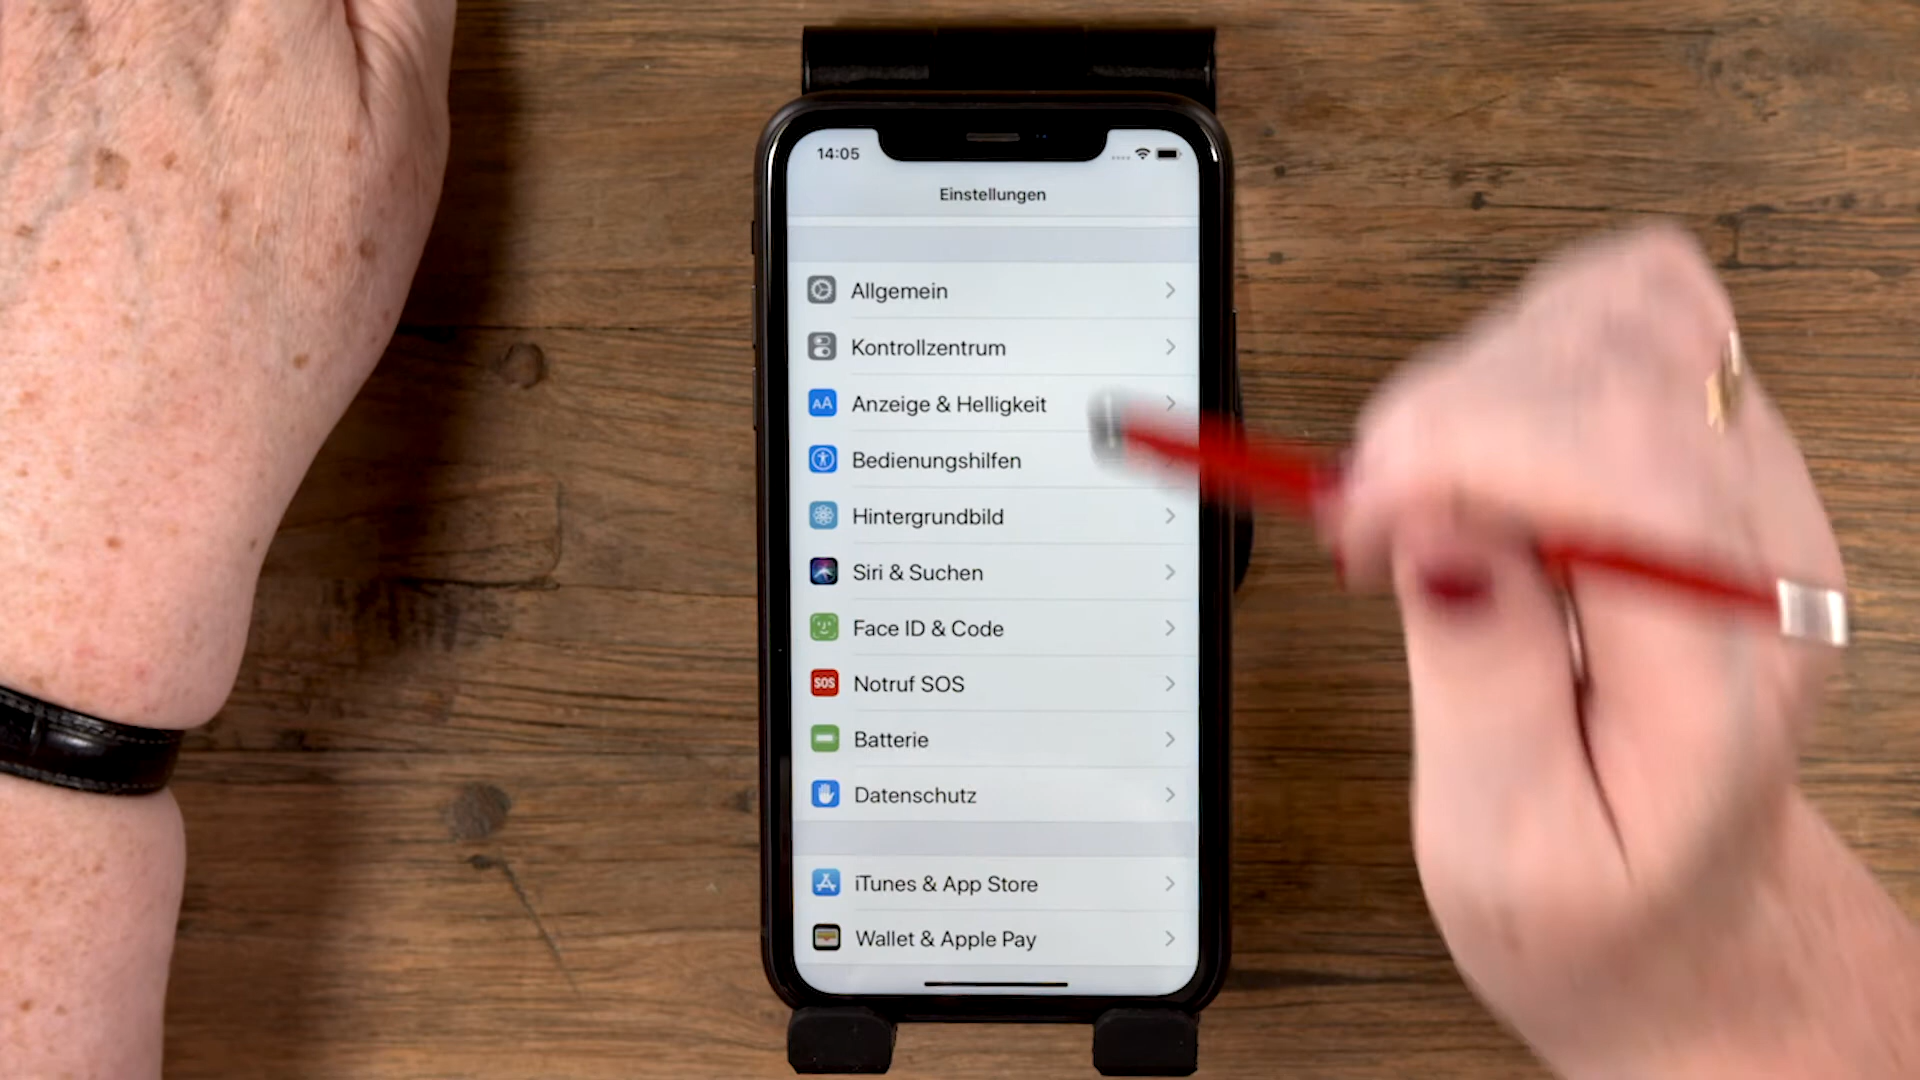 14:05
Einstellungen
Allgemein
Kontrollzentrum
AA Anzeige & Helligkeit
Bedienungshilfen
Hintergrundbild
Siri & Suchen
Face ID & Code
SOS Notruf SOS
Batterie
Datenschutz
iTunes & App Store
Wallet & Apple Pay